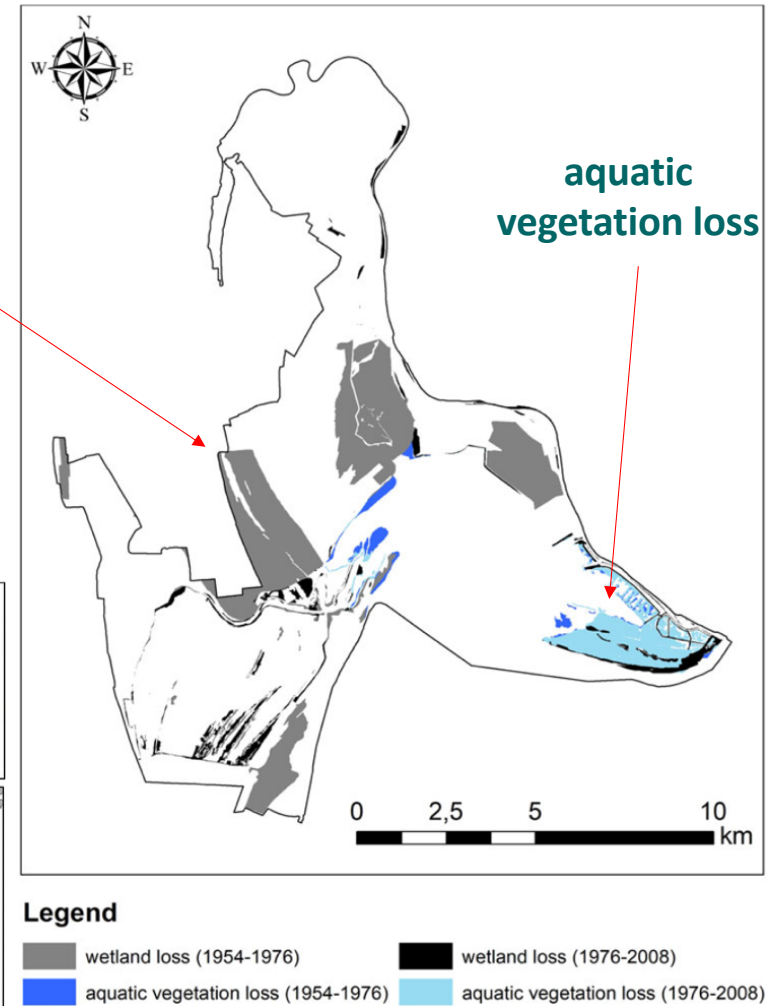 N
W E
S
aquatic
vegetation loss
0 2,5 5 10
km
Legend
wetland loss (1954-1976) wetland loss (1976-2008)
aquatic vegetation loss (1954-1976) aquatic vegetation loss (1976-2008)